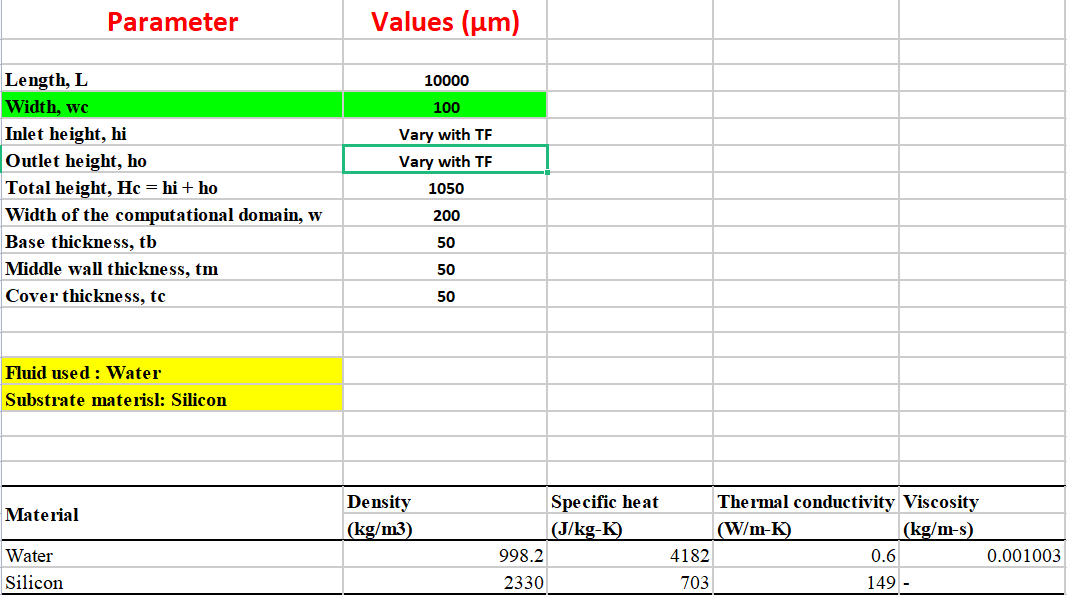 Parameter Values (µm)
Length, L 10000
Width, wc 100
Inlet height, hi Vary with TF
Outlet height, ho Vary with TF
Total height, Hc = hi + ho 1050
Width of the computational domain, w 200
Base thickness, tb 50
Middle wall thickness, tm 50
Cover thickness, tc 50
Fluid used : Water
Substrate materisl: Silicon
Material Density Specific heat Thermal conductivity Viscosity
(kg/m3) (J/kg-K) (W/m-K) (kg/m-s)
Water 998.2 4182 0.6 0.001003
Silicon 2330 703 149 -